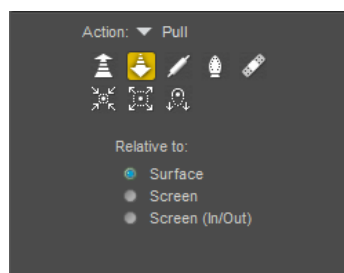 Action: Pull
Relative to:
Surface
Screen
Screen (In/Out)